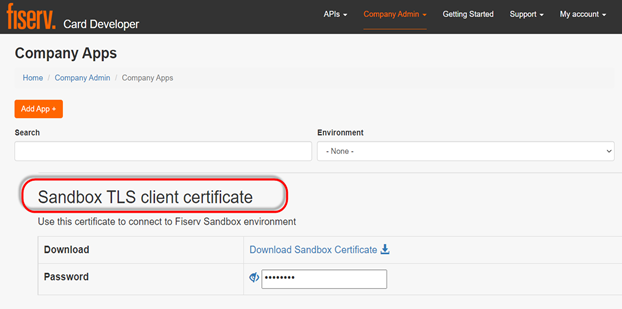 fiserv. Card Developer
APIs Company Admin Getting Started Support My account
Company Apps
Home / Company Admin / Company Apps
Add App +
Search Environment
- None -
Sandbox TLS client certificate
Use this certificate to connect to Fiserv Sandbox environment
Download Download Sandbox Certificate
Password ••••••••